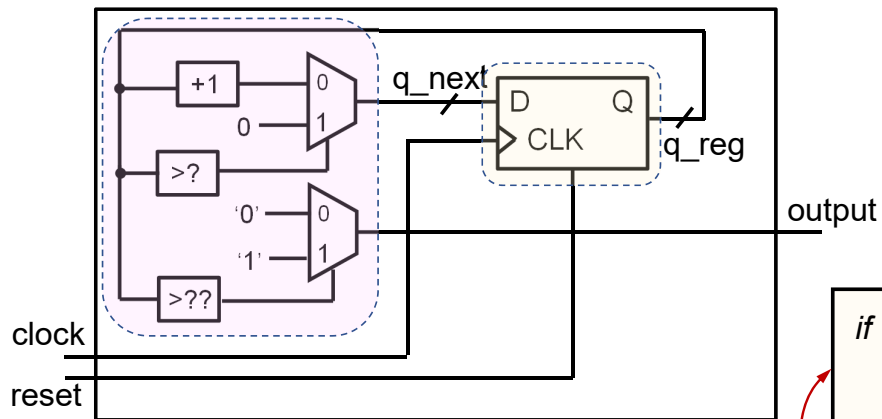 +1
0
0
1
>?
q_next
D
Q
CLK
q_reg
'0'
0
'1'
1
>??
output
clock
reset
if